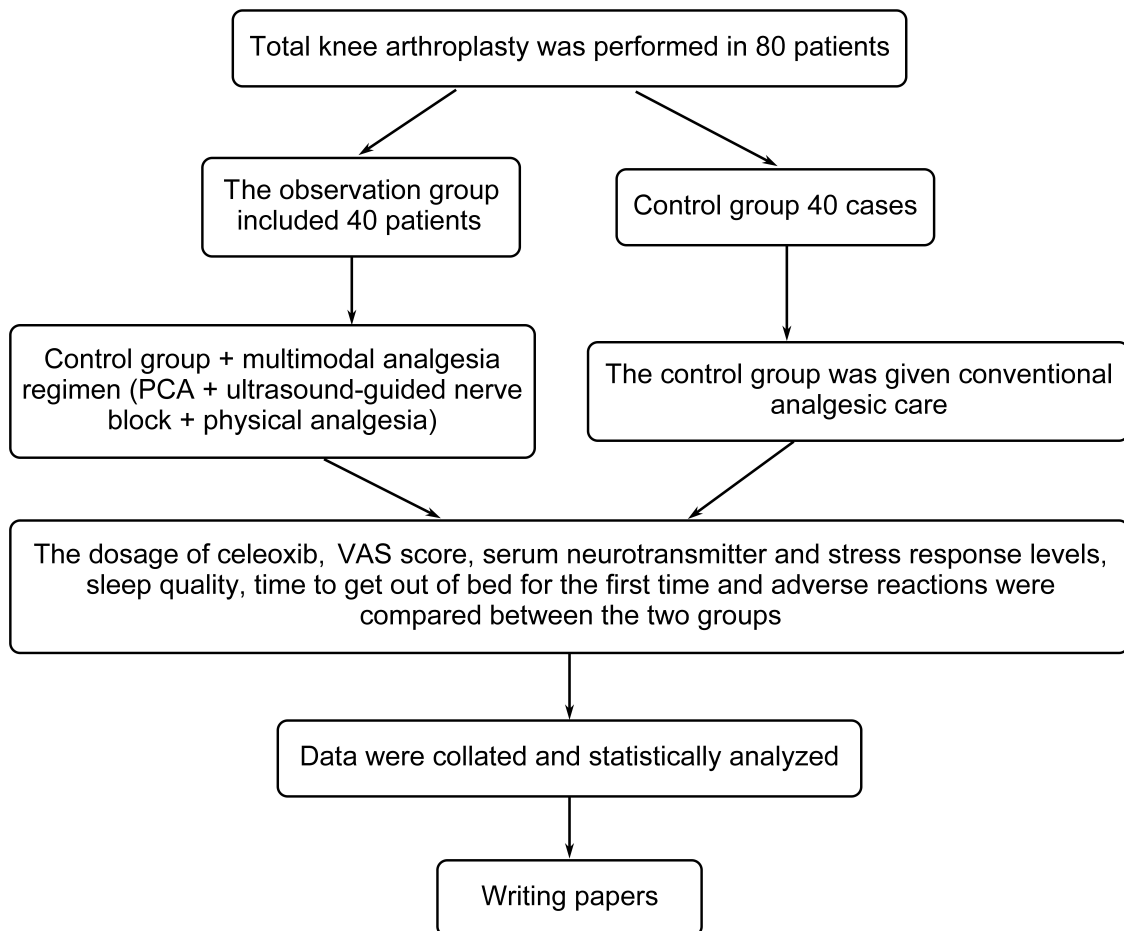 Total knee arthroplasty was performed in 80 patients
The observation group
included 40 patients
Control group 40 cases
Control group + multimodal analgesia
regimen (PCA + ultrasound-guided nerve
block + physical analgesia)
The control group was given conventional
analgesic care
The dosage of celeoxib, VAS score, serum neurotransmitter and stress response levels,
sleep quality, time to get out of bed for the first time and adverse reactions were
compared between the two groups
Data were collated and statistically analyzed
Writing papers